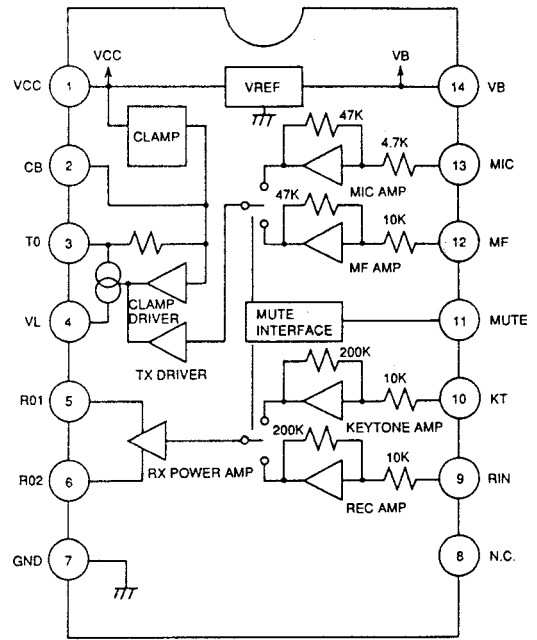 VCC
VB
VCC
1
VREF
14
VB
47K
CLAMP
4.7K
CB
2
13
MIC
MIC AMP
47K
T0
3
10K
12
MF
MF AMP
CLAMP
DRIVER
VL
4
MUTE
INTERFACE
11
MUTE
TX DRIVER
200K
R01
5
10K
10
KT
KEYTONE AMP
200K
10K
R02
6
RX POWER AMP
9
RIN
REC AMP
GND
7
8
N.C.